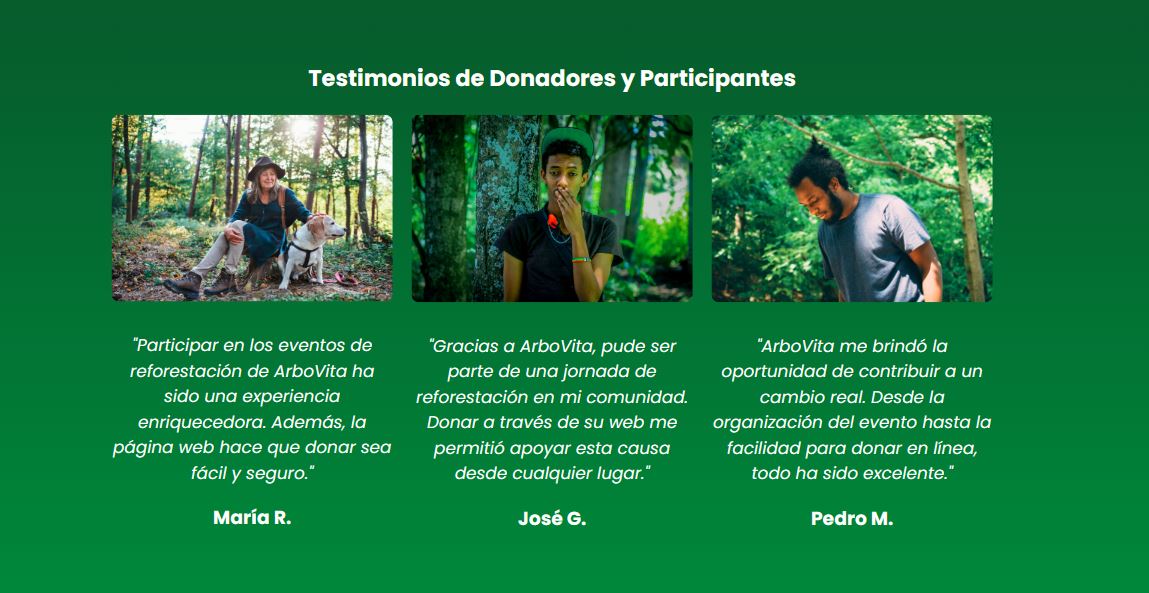 Testimonios de Donadores y Participantes
"Participar en los eventos de
reforestación de ArboVita ha
sido una experiencia
enriquecedora. Además, la
página web hace que donar sea
fácil y seguro."
María R.
"Gracias a ArboVita, pude ser
parte de una jornada de
reforestación en mi comunidad.
Donar a través de su web me
permitió apoyar esta causa
desde cualquier lugar."
José G.
"ArboVita me brindó la
oportunidad de contribuir a un
cambio real. Desde la
organización del evento hasta la
facilidad para donar en línea,
todo ha sido excelente."
Pedro M.